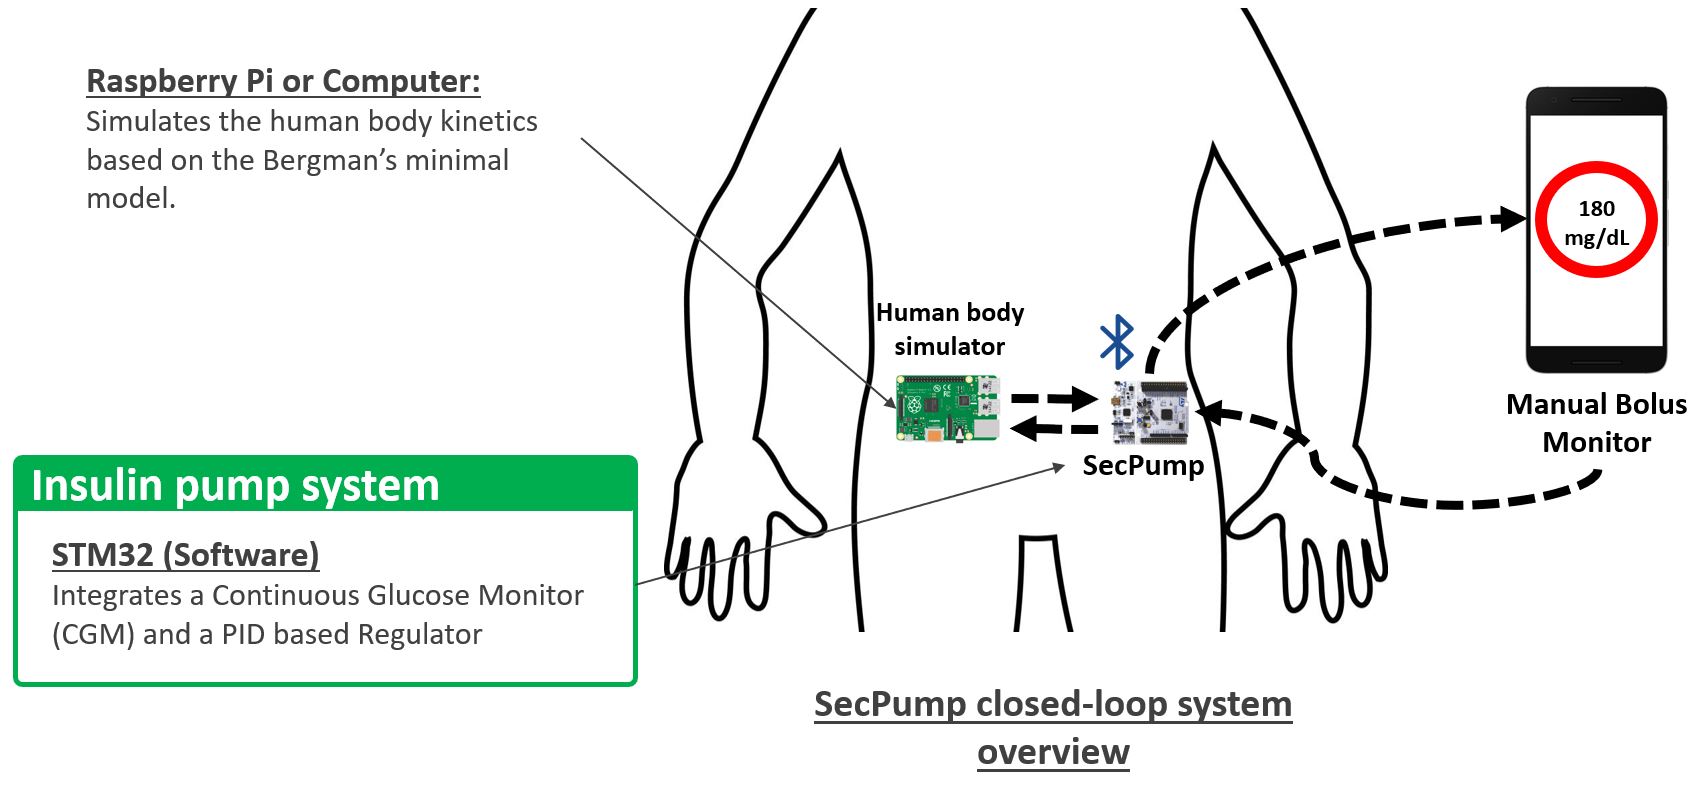 Raspberry Pi or Computer:
Simulates the human body kinetics
based on the Bergman’s minimal
model.
180
mg/dL
Human body
simulator
Manual Bolus
Monitor
SecPump
Insulin pump system
STM32 (Software)
Integrates a Continuous Glucose Monitor
(CGM) and a PID based Regulator
SecPump closed-loop system
overview